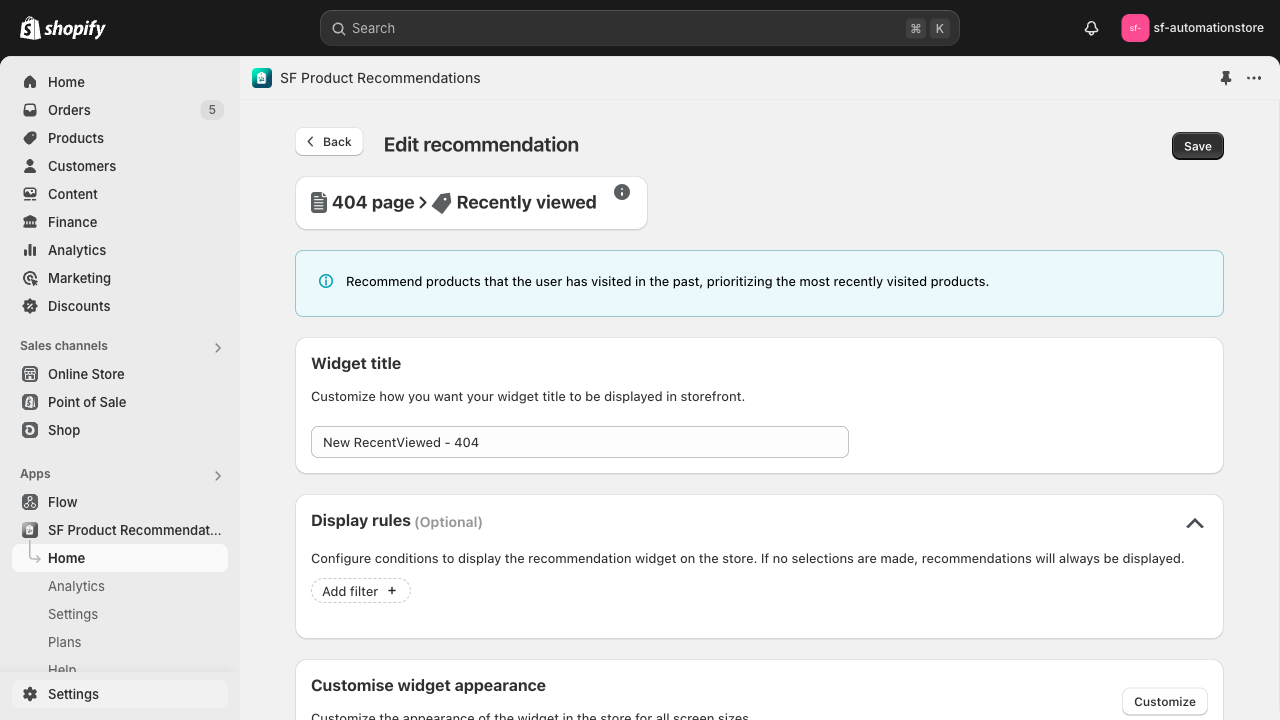 shopify
Search
⌘ K
sf-
sf-automationstore
Home
Orders
5
Products
Customers
Content
Finance
Analytics
Marketing
Discounts
Sales channels
Online Store
Point of Sale
Shop
Apps
Flow
SF Product Recommendat...
Home
Analytics
Settings
Plans
Help
Settings
SF Product Recommendations
Back
Edit recommendation
Save
404 page
Recently viewed
Recommend products that the user has visited in the past, prioritizing the most recently visited products.
Widget title
Customize how you want your widget title to be displayed in storefront.
New RecentViewed - 404
Display rules (Optional)
Configure conditions to display the recommendation widget on the store. If no selections are made, recommendations will always be displayed.
Add filter +
Customise widget appearance
Customize
Customize the appearance of the widget in the store for all screen sizes